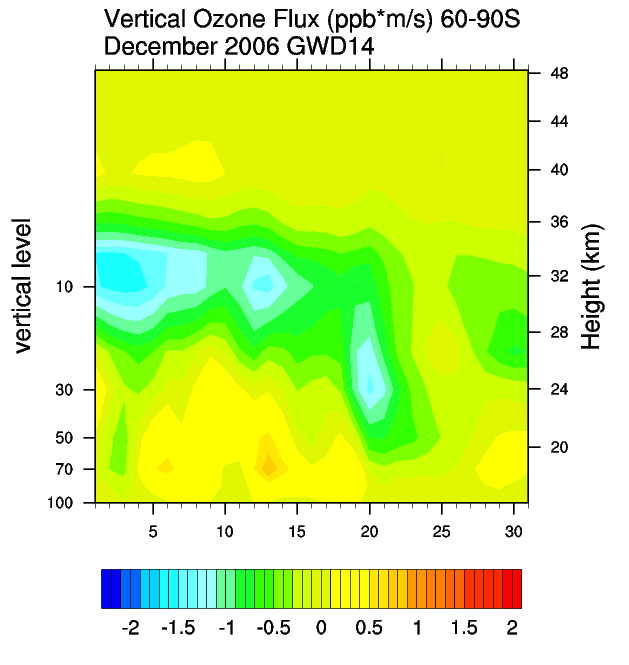 Vertical Ozone Flux (ppb*m/s) 60-90S
December 2006 GWD14
vertical level
10
30
50
70
100
48
44
40
36
32
28
24
20
Height (km)
5 10 15 20 25 30
-2 -1.5 -1 -0.5 0 0.5 1 1.5 2